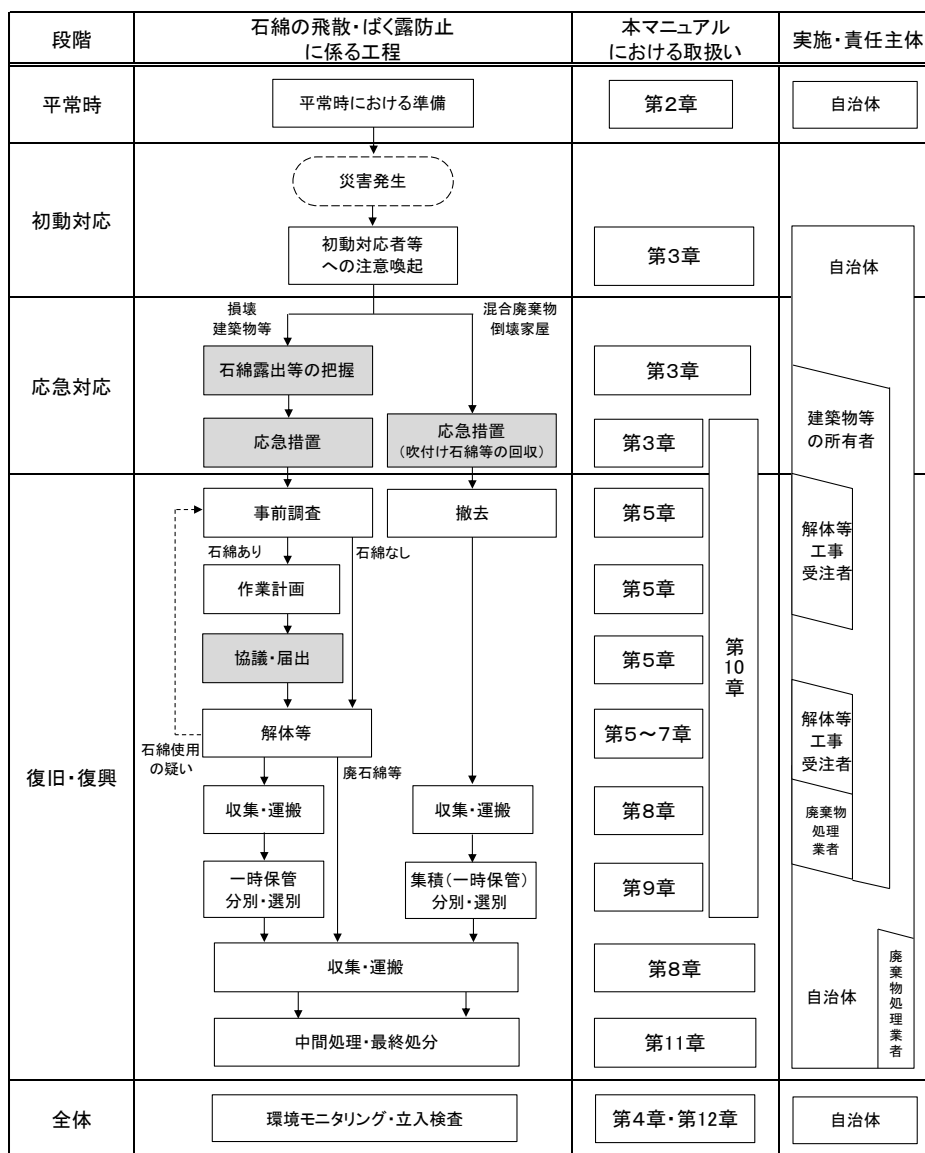 段階
石綿の飛散・ばく露防止
に係る工程
本マニュアル
における取扱い
実施・責任主体
平常時
平常時における準備
第2章
自治体
初動対応
災害発生
初動対応者等
への注意喚起
第3章
自治体
応急対応
損壊
建築物等
混合廃棄物
倒壊家屋
石綿露出等の把握
第3章
応急措置
応急措置
(吹付け石綿等の回収)
第3章
建築物等
の所有者
復旧・復興
事前調査
撤去
第5章
石綿あり
石綿なし
作業計画
第5章
解体等
工事
受注者
協議・届出
第5章
第
10
章
解体等
第5～7章
石綿使用
の疑い
廃石綿等
解体等
工事
受注者
収集・運搬
収集・運搬
第8章
廃棄物
処理
業者
一時保管
分別・選別
集積(一時保管)
分別・選別
第9章
収集・運搬
第8章
自治体
廃
棄
物
処
理
業
者
中間処理・最終処分
第11章
全体
環境モニタリング・立入検査
第4章・第12章
自治体